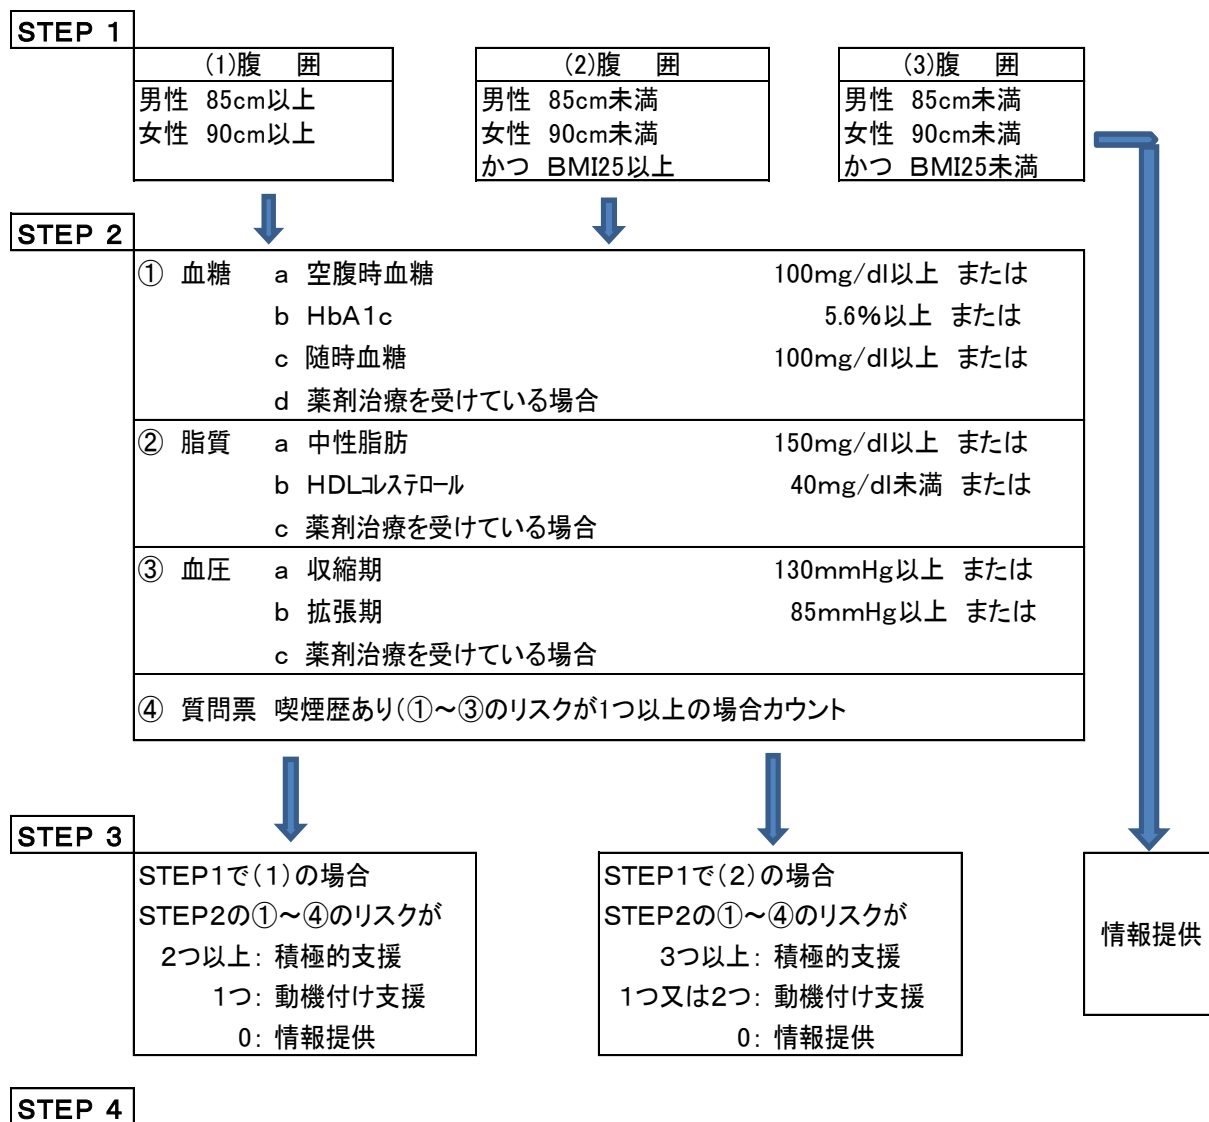 STEP 1
(1)腹　囲
男性 85cm以上
女性 90cm以上
(2)腹　囲
男性 85cm未満
女性 90cm未満
かつ ＢＭI25以上
(3)腹　囲
男性 85cm未満
女性 90cm未満
かつ ＢＭI25未満
STEP 2
① 血糖 a 空腹時血糖 100mg/dl以上 または
b HbA1c 5.6%以上 または
c 随時血糖 100mg/dl以上 または
d 薬剤治療を受けている場合
② 脂質 a 中性脂肪 150mg/dl以上 または
b HDLｺﾚｽﾃﾛｰﾙ 40mg/dl未満 または
c 薬剤治療を受けている場合
③ 血圧 a 収縮期 130mmHg以上 または
b 拡張期 85mmHg以上 または
c 薬剤治療を受けている場合
④ 質問票 喫煙歴あり(①～③のリスクが1つ以上の場合カウント
STEP 3
STEP1で(1)の場合
STEP2の①～④のリスクが
2つ以上: 積極的支援
1つ: 動機付け支援
0: 情報提供
STEP1で(2)の場合
STEP2の①～④のリスクが
3つ以上: 積極的支援
1つ又は2つ: 動機付け支援
0: 情報提供
情報提供
STEP 4